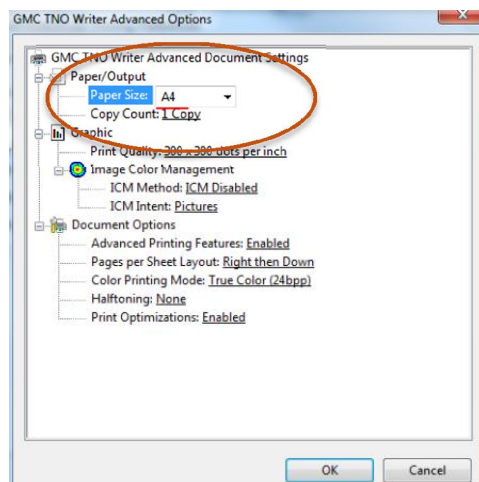 GMC TNO Writer Advanced Options
GMC TNO Writer Advanced Document Settings
Paper/Output
Paper Size: A4
Copy Count: 1 Copy
Graphic
Print Quality: 300 x 300 dots per inch
Image Color Management
ICM Method: ICM Disabled
ICM Intent: Pictures
Document Options
Advanced Printing Features: Enabled
Pages per Sheet Layout: Right then Down
Color Printing Mode: True Color (24bpp)
Halftoning: None
Print Optimizations: Enabled
OK Cancel